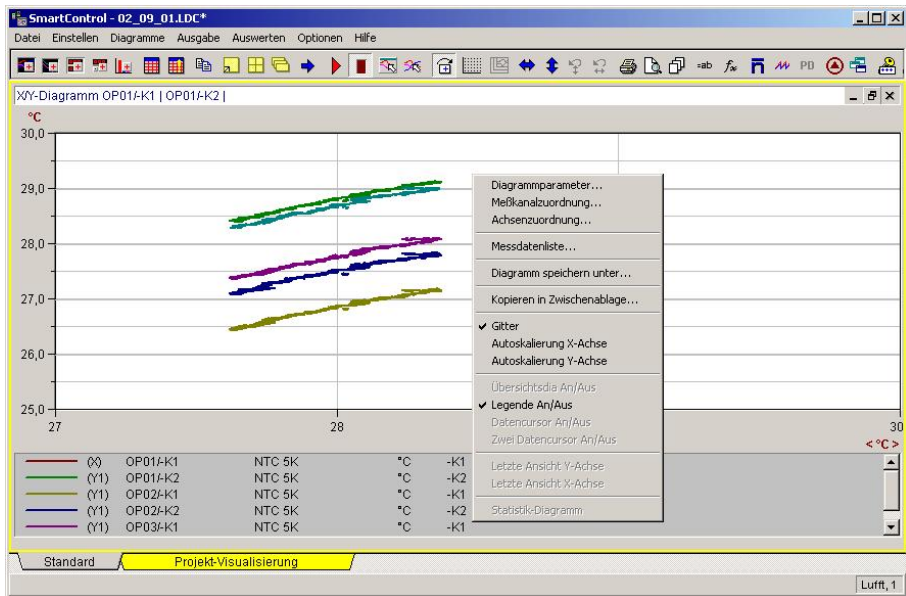 SmartControl - 02_09_01.LDC*
Datei Einstellen Diagramme Ausgabe Auswerten Optionen Hilfe
=ab PD
X/Y-Diagramm OP01/-K1 | OP01/-K2 |
°C
30,0
29,0
28,0
27,0
26,0
25,0
27 28 30
< °C >
Diagrammparameter...
Meßkanalzuordnung...
Achsenzuordnung...
Messdatenliste...
Diagramm speichern unter...
Kopieren in Zwischenablage...
Gitter
Autoskalierung X-Achse
Autoskalierung Y-Achse
Übersichtsdia An/Aus
Legende An/Aus
Datencursor An/Aus
Zwei Datencursor An/Aus
Letzte Ansicht Y-Achse
Letzte Ansicht X-Achse
Statistik-Diagramm
(X) OP01/-K1 NTC 5K °C -K1
(Y1) OP01/-K2 NTC 5K °C -K2
(Y1) OP02/-K1 NTC 5K °C -K1
(Y1) OP02/-K2 NTC 5K °C -K2
(Y1) OP03/-K1 NTC 5K °C -K1
Standard Projekt-Visualisierung
Lufft, 1